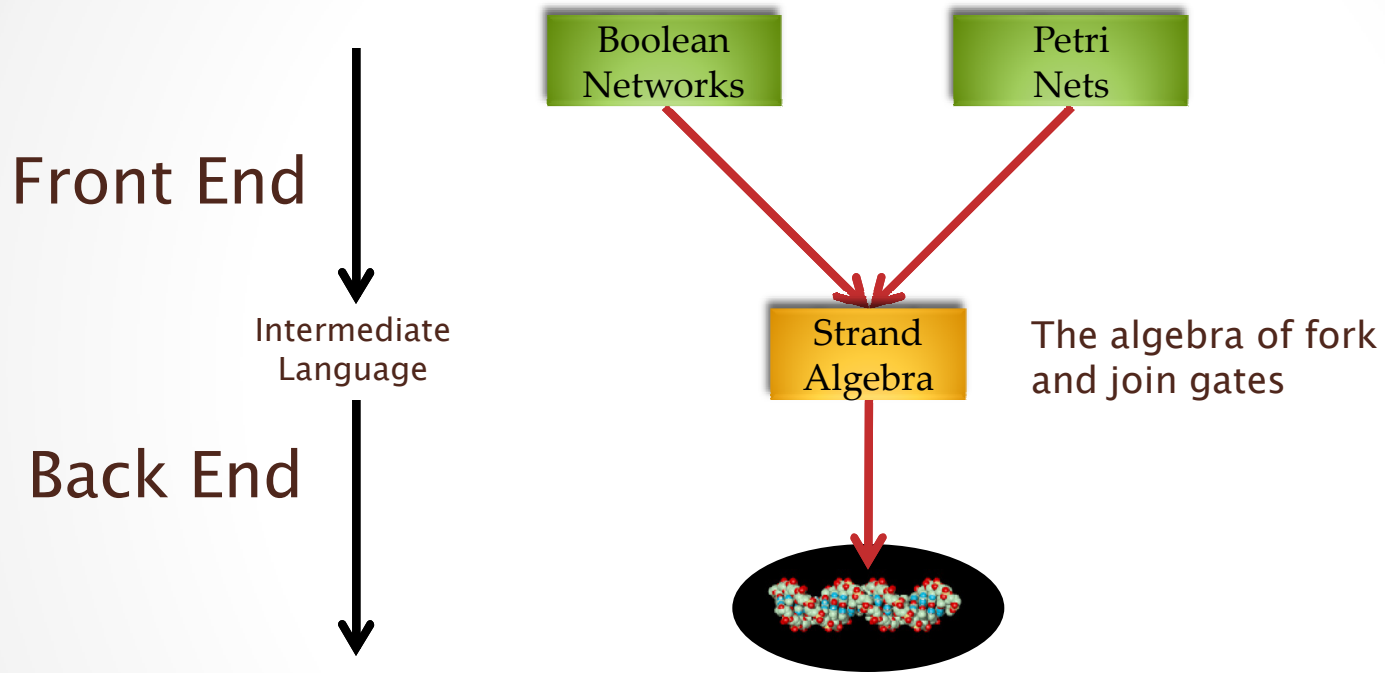 Boolean
Networks
Petri
Nets
Front End
Intermediate
Language
Strand
Algebra
The algebra of fork
and join gates
Back End